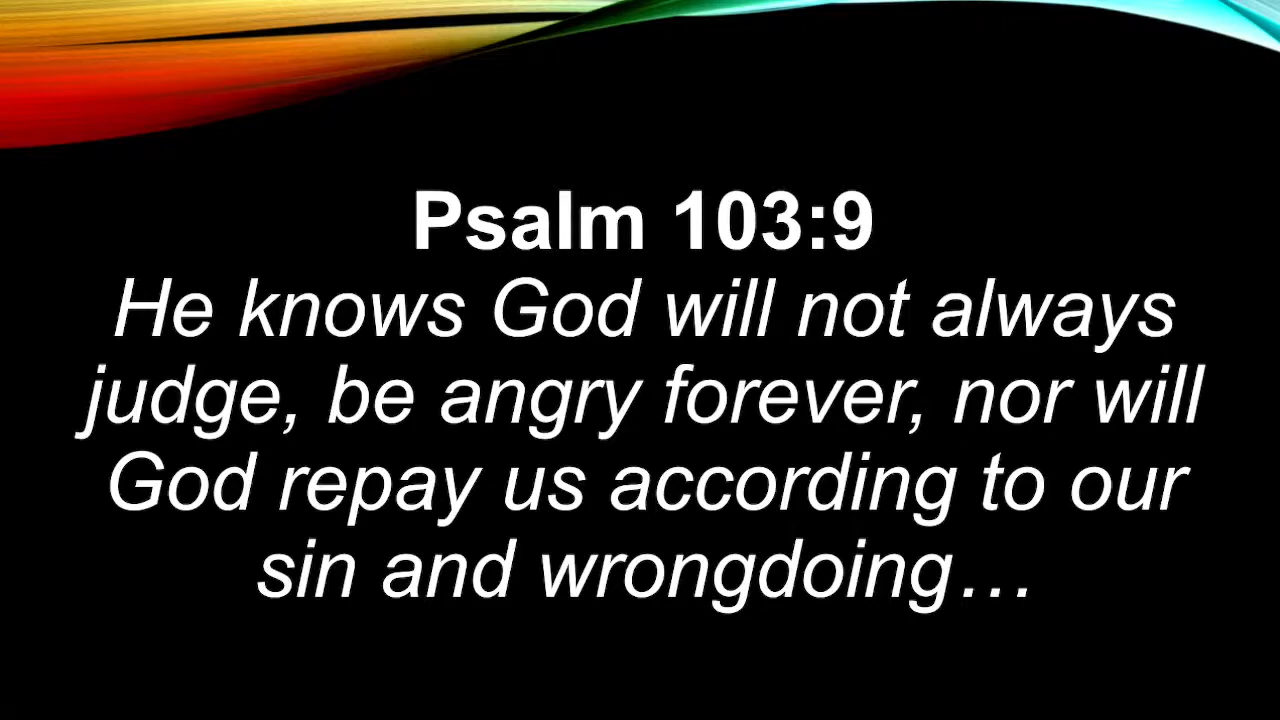 Psalm 103:9
He knows God will not always
judge, be angry forever, nor will
God repay us according to our
sin and wrongdoing…